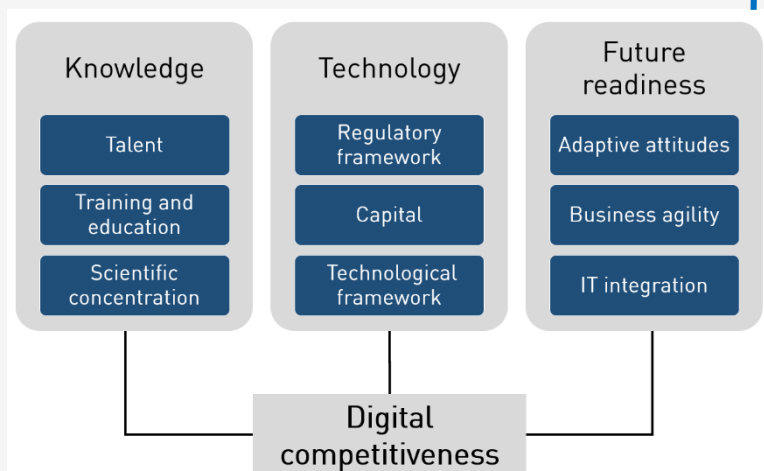 Knowledge
Talent
Training and
education
Scientific
concentration
Technology
Regulatory
framework
Capital
Technological
framework
Future
readiness
Adaptive attitudes
Business agility
IT integration
Digital
competitiveness